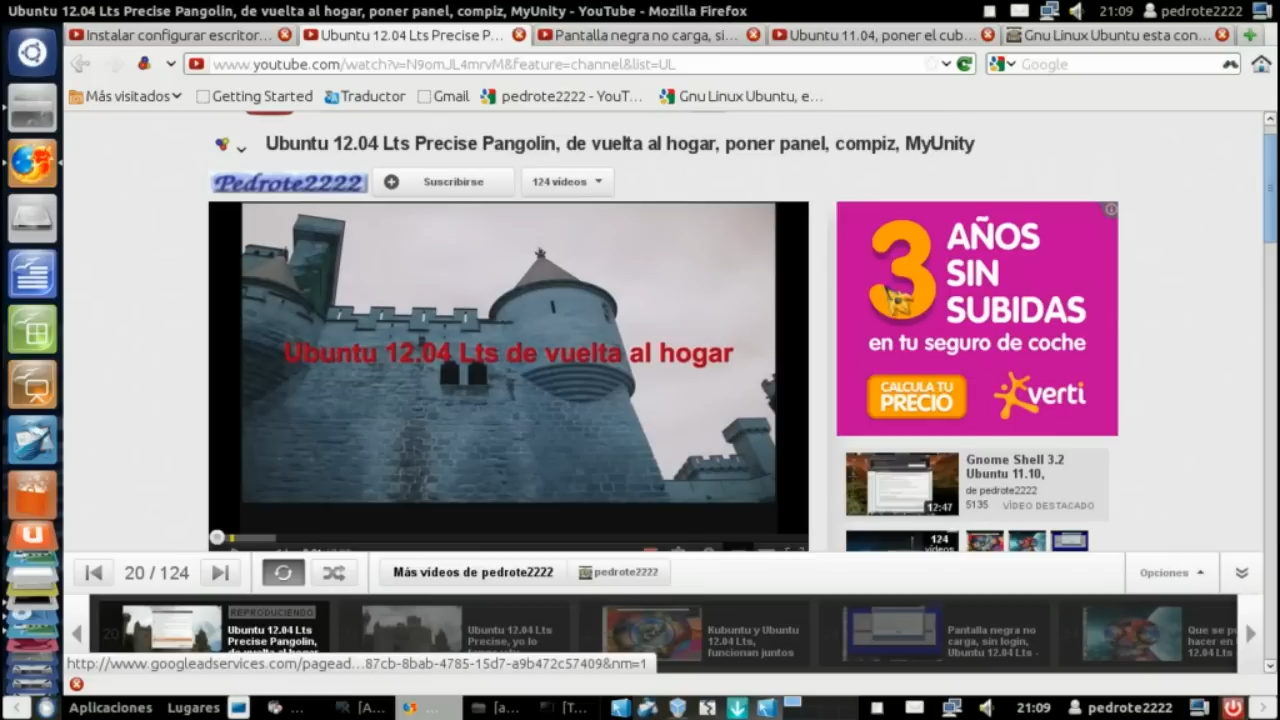 Ubuntu 12.04 Lts Precise Pangolin, de vuelta al hogar, poner panel, compiz, MyUnity - YouTube - Mozilla Firefox
21:09
pedrote2222
Instalar configurar escritor...
Ubuntu 12.04 Lts Precise P...
Pantalla negra no carga, si...
Ubuntu 11.04, poner el cub...
Gnu Linux Ubuntu esta con...
www.youtube.com/watch?v=N9omJL4mrvM&feature=channel&list=UL
Google
Más visitados
Getting Started
Traductor
Gmail
pedrote2222 - YouT...
Gnu Linux Ubuntu, e...
Ubuntu 12.04 Lts Precise Pangolin, de vuelta al hogar, poner panel, compiz, MyUnity
Pedrote2222
Suscribirse
124 vídeos
Ubuntu 12.04 Lts de vuelta al hogar
3 AÑOS
SIN
SUBIDAS
en tu seguro de coche
CALCULA TU
PRECIO
verti
Gnome Shell 3.2
Ubuntu 11.10,
de pedrote2222
5135 VÍDEO DESTACADO
12:47
124
vídeos
20 / 124
Más vídeos de pedrote2222
pedrote2222
Opciones
20
REPRODUCIENDO
Ubuntu 12.04 Lts
Precise Pangolin,
de vuelta al hogar
Ubuntu 12.04 Lts
Precise, yo lo
Kubuntu y Ubuntu
12.04 Lts,
funcionan juntos
Pantalla negra no
carga, sin login,
Ubuntu 12.04 Lts -
Que se p
hacer en
12.04 Lts
http://www.googleadservices.com/pagead...87cb-8bab-4785-15d7-a9b472c57409&nm=1
Aplicaciones
Lugares
...
[A...
...
[a...
[T...
21:09
pedrote2222